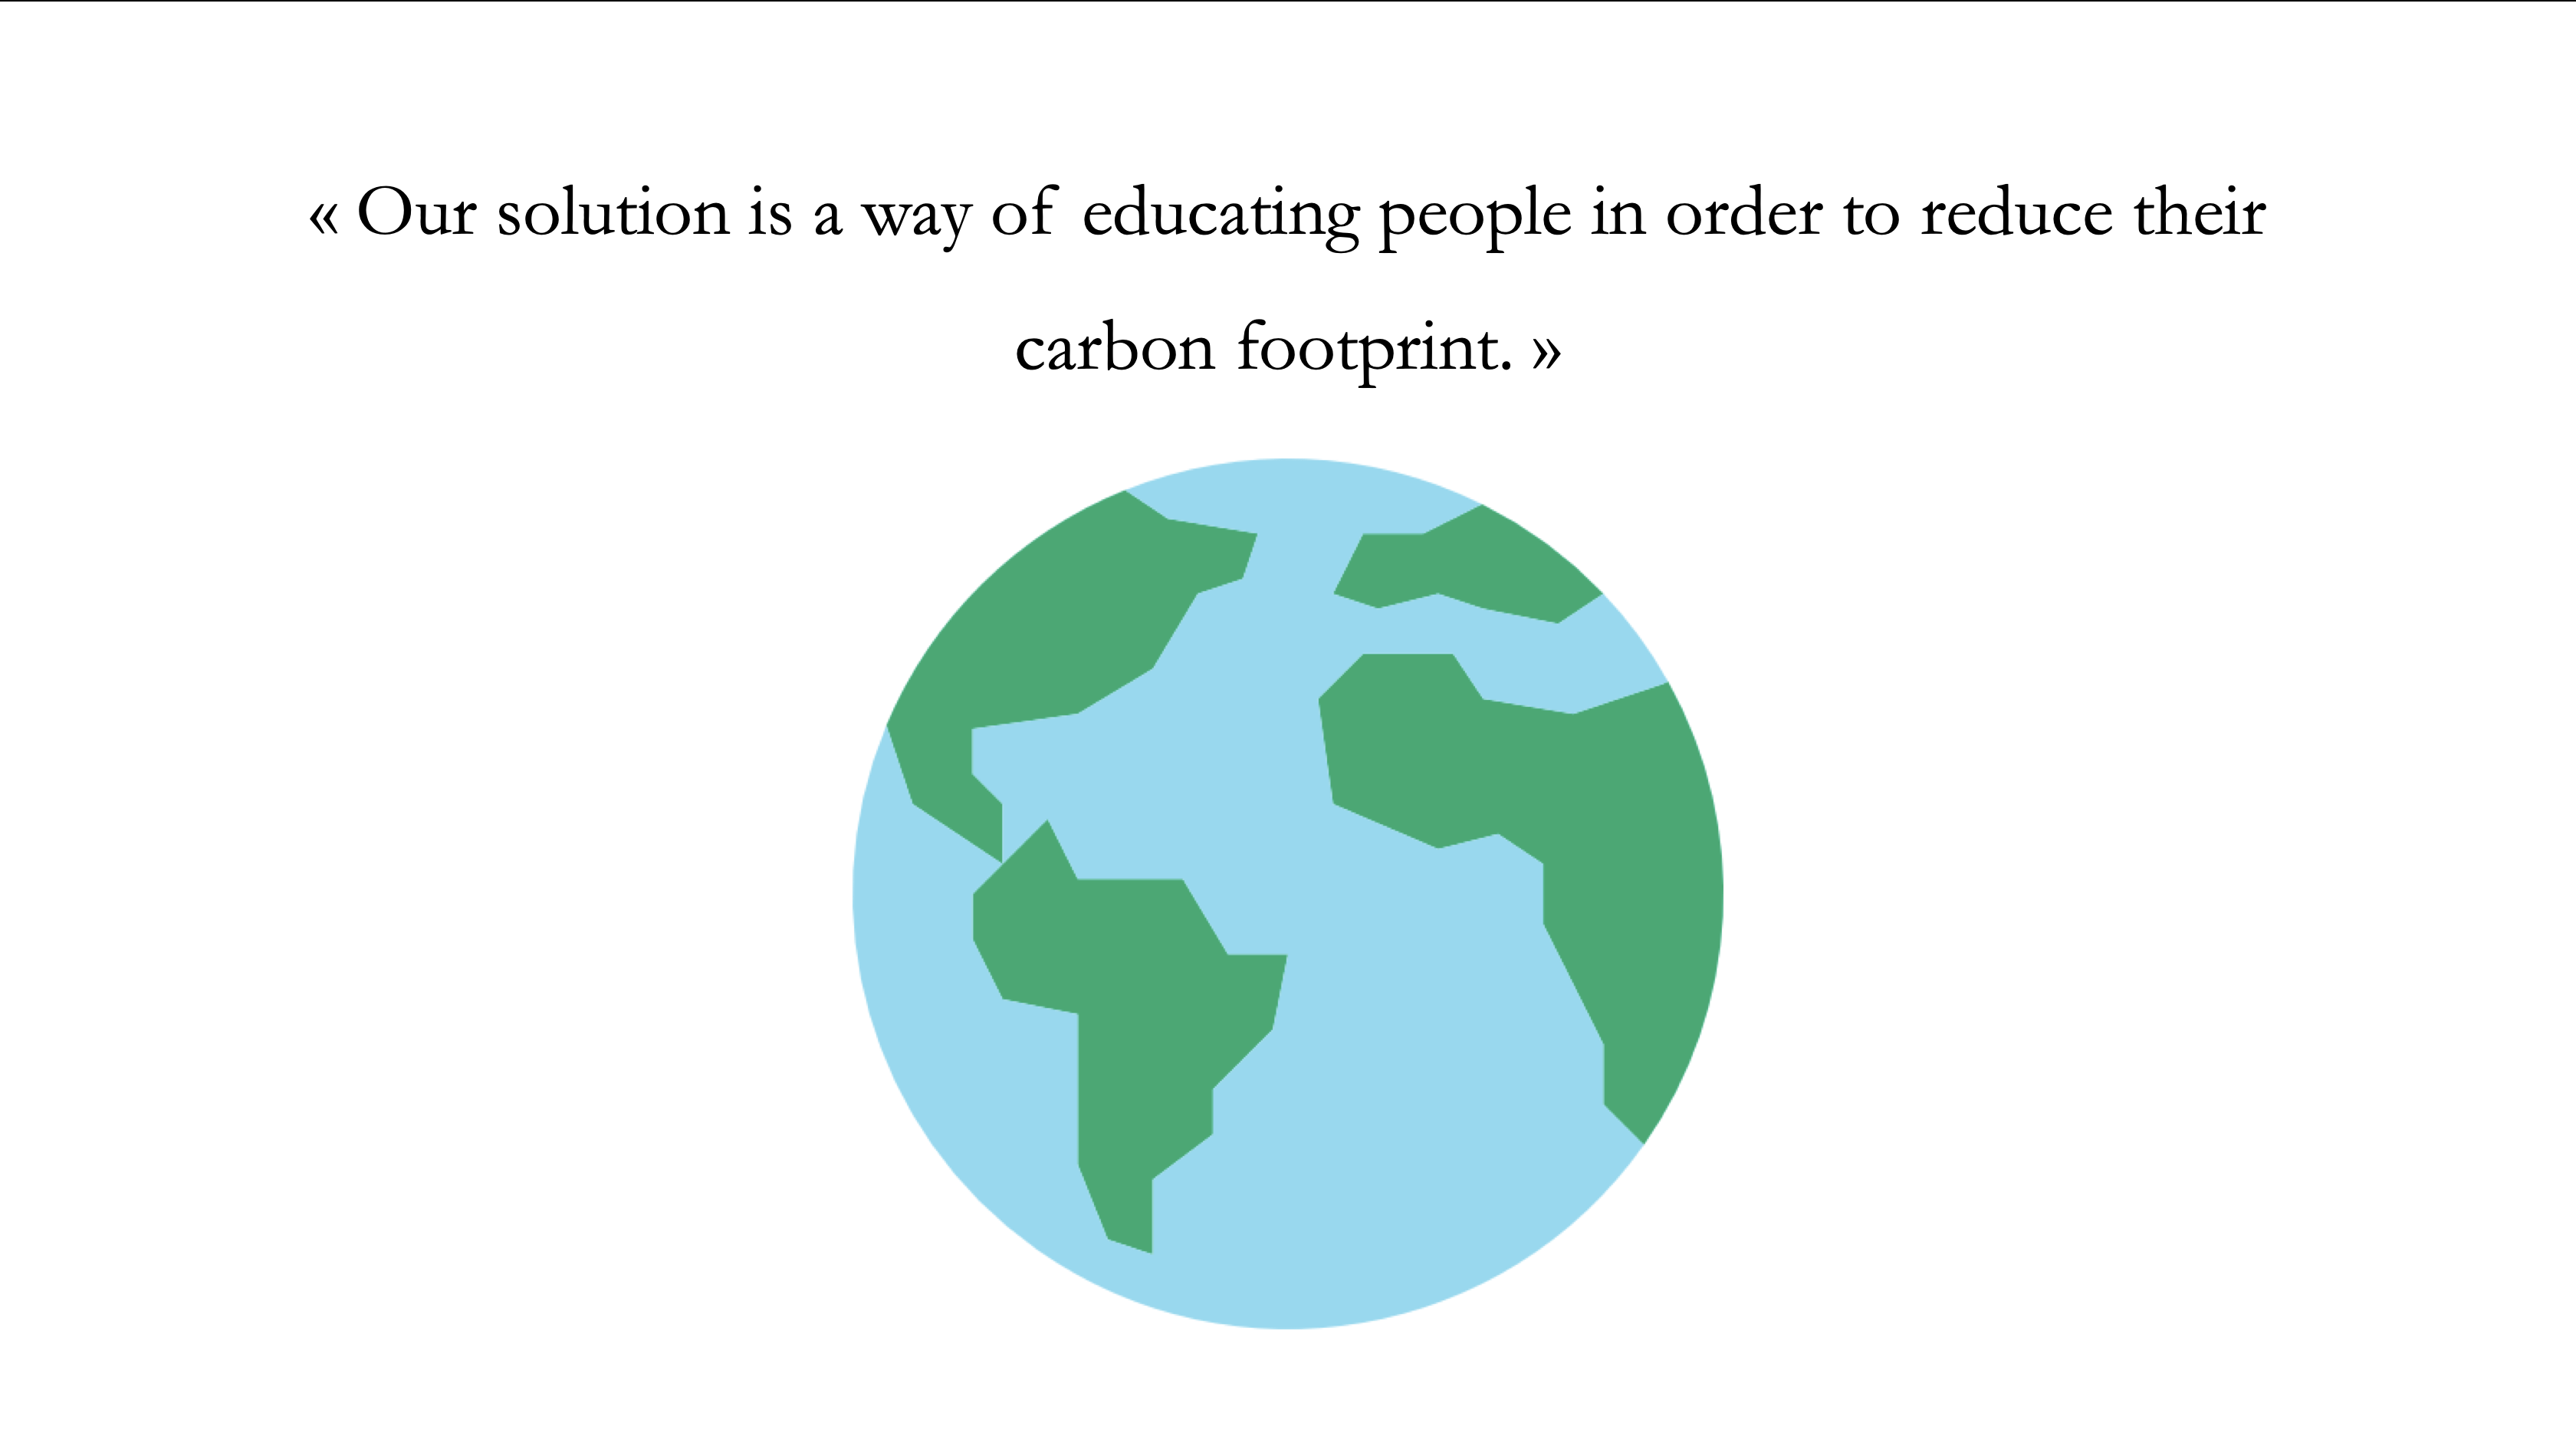 « Our solution is a way of educating people in order to reduce their
carbon footprint. »